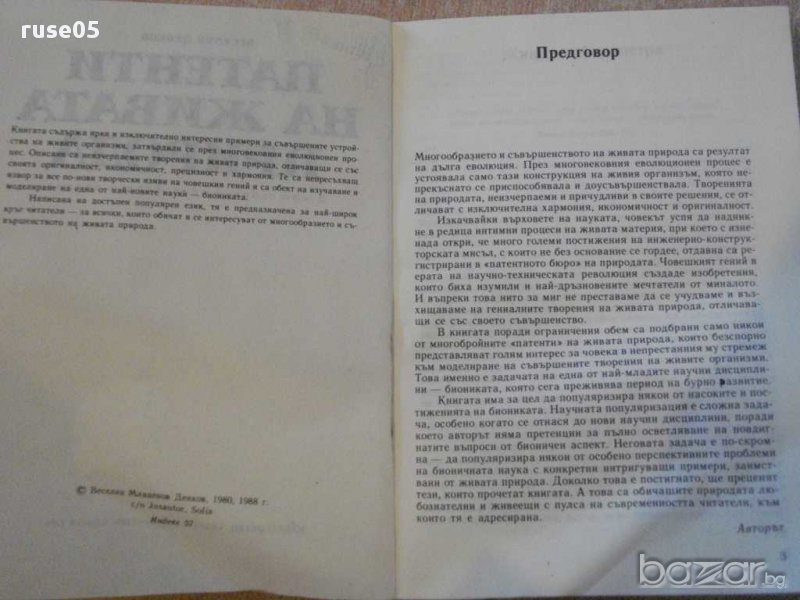 ruse05
ПАТЕНТИ
НА ЖИВАТА
Книгата съдържа ярки и изключително интересни примери за съвършените устрой-
ства на живите организми, затвърдили се през многовековния еволюционен про-
цес. Описани са неизчерпаемите творения на живата природа, отличаващи се със
своята оригиналност, икономичност, прецизност и хармония. Те са непресъхващ
извор за все по-нови творчески изяви на човешкия гений и са обект на изучаване и
моделиране на една от най-новите науки — биониката.
Написана на достъпен популярен език, тя е предназначена за най-широк
кръг читатели — за всички, които обичат и се интересуват от многообразието и съ-
вършенството на живата природа.
© Веселин Миладенов Денков, 1980, 1988 г.
c/o Jusautor, Sofia
Индекс 57
Предговор
Многообразието и съвършенството на живата природа са резултат
на дълга еволюция. През многовековния еволюционен процес е
устоявала само тази конструкция на живия организъм, която не-
прекъснато се приспособявала и доусъвършенствала. Творенията
на природата, неизчерпаеми и причудливи в своите решения, се от-
личават с изключителна хармония, икономичност и оригиналност.
Изкачвайки върховете на науката, човекът успя да надник-
не в редица интимни процеси на живата материя, при което с изне-
нада откри, че много големи постижения на инженерно-конструк-
торската мисъл, с които не без основание се гордее, отдавна са ре-
гистрирани в «патентното бюро» на природата. Човешкият гений в
ерата на научно-техническата революция създаде изобретения,
които биха изумили и най-дръзновените мечтатели от миналото.
И въпреки това нито за миг не преставаме да се учудваме и въз-
хищаваме на гениалните творения на живата природа, отличава-
щи се със своето съвършенство.
В книгата поради ограничения обем са подбрани само някои
от многобройните «патенти» на живата природа, които безспорно
представляват голям интерес за човека в непрестанния му стремеж
към моделиране на съвършените творения на живите организми.
Това именно е задачата на една от най-младите научни дисципли-
ни — биониката, която сега преживява период на бурно развитие.
Книгата има за цел да популяризира някои от насоките и пос-
тиженията на биониката. Научната популяризация е сложна зада-
ча, особено когато се отнася до нови научни дисциплини, поради
което авторът няма претенции за пълно осветляване на повдиг-
натите въпроси от бионичен аспект. Неговата задача е по-скром-
на — да популяризира някои от особено перспективните проблеми
на бионичната наука с конкретни интригуващи примери, заимст-
вани от живата природа. Доколко това е постигнато, ще преценят
тези, които прочетат книгата. А това са обичащите природата лю-
бознателни и живеещи с пулса на съвременността читатели, към
които тя е адресирана.
Авторът
5
bazar.bg